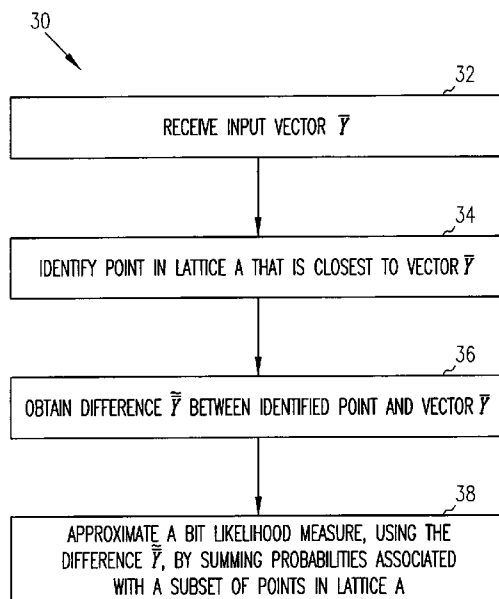 30
32
RECEIVE INPUT VECTOR Ȳ
34
IDENTIFY POINT IN LATTICE A THAT IS CLOSEST TO VECTOR Ȳ
36
OBTAIN DIFFERENCE Ȳ̃ BETWEEN IDENTIFIED POINT AND VECTOR Ȳ
38
APPROXIMATE A BIT LIKELIHOOD MEASURE, USING THE
DIFFERENCE Ȳ̃, BY SUMMING PROBABILITIES ASSOCIATED
WITH A SUBSET OF POINTS IN LATTICE A